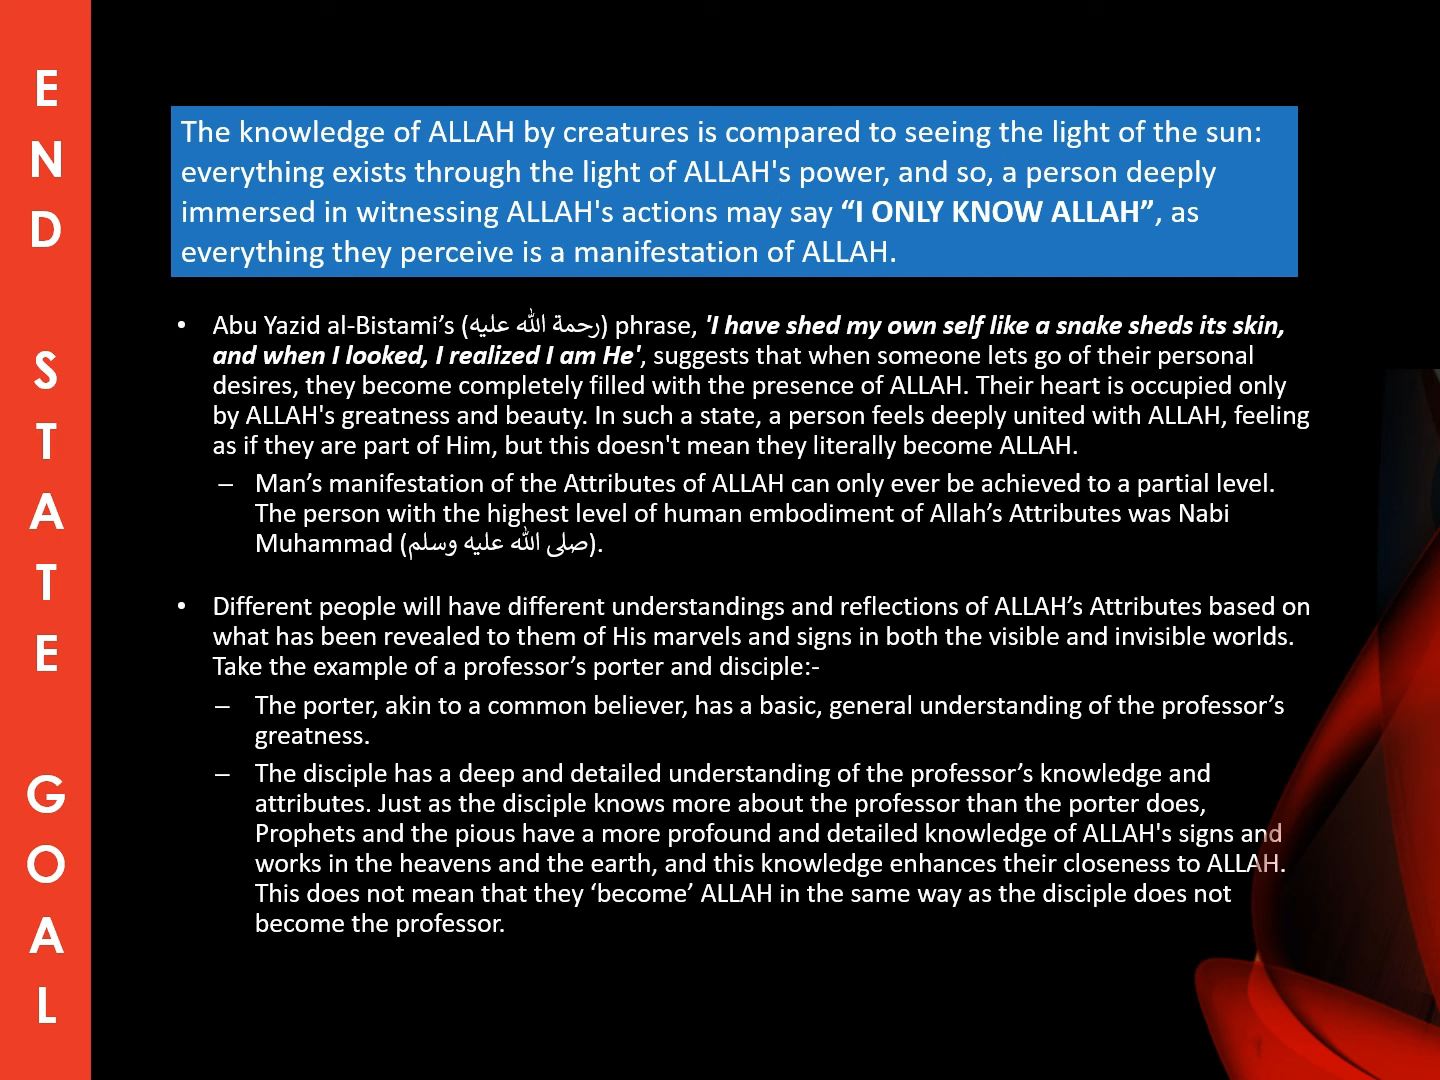 END STATE GOAL
The knowledge of ALLAH by creatures is compared to seeing the light of the sun:
everything exists through the light of ALLAH's power, and so, a person deeply
immersed in witnessing ALLAH's actions may say “I ONLY KNOW ALLAH”, as
everything they perceive is a manifestation of ALLAH.
• Abu Yazid al-Bistami’s (رحمة الله عليه) phrase, 'I have shed my own self like a snake sheds its skin,
and when I looked, I realized I am He', suggests that when someone lets go of their personal
desires, they become completely filled with the presence of ALLAH. Their heart is occupied only
by ALLAH's greatness and beauty. In such a state, a person feels deeply united with ALLAH, feeling
as if they are part of Him, but this doesn't mean they literally become ALLAH.
– Man’s manifestation of the Attributes of ALLAH can only ever be achieved to a partial level.
The person with the highest level of human embodiment of Allah’s Attributes was Nabi
Muhammad (صلى الله عليه وسلم).
• Different people will have different understandings and reflections of ALLAH’s Attributes based on
what has been revealed to them of His marvels and signs in both the visible and invisible worlds.
Take the example of a professor’s porter and disciple:-
– The porter, akin to a common believer, has a basic, general understanding of the professor’s
greatness.
– The disciple has a deep and detailed understanding of the professor’s knowledge and
attributes. Just as the disciple knows more about the professor than the porter does,
Prophets and the pious have a more profound and detailed knowledge of ALLAH's signs and
works in the heavens and the earth, and this knowledge enhances their closeness to ALLAH.
This does not mean that they ‘become’ ALLAH in the same way as the disciple does not
become the professor.